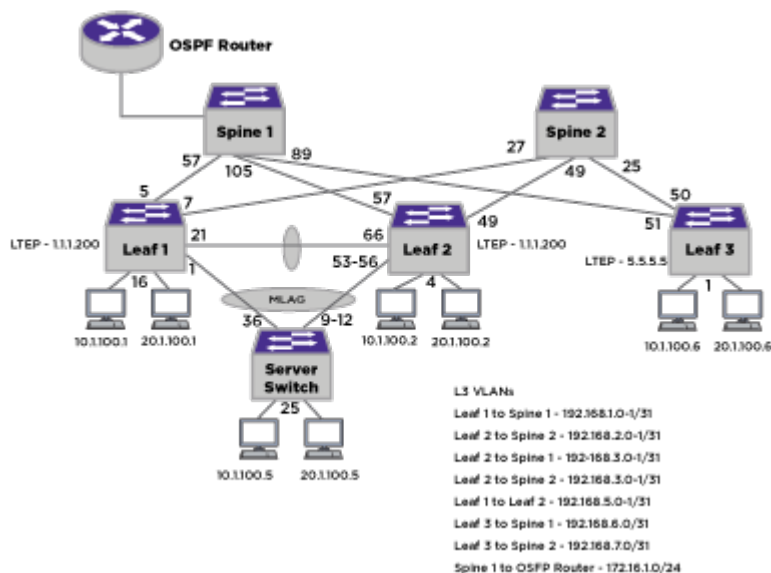 OSPF Router
Spine 1
Spine 2
57
105
89
27
49
25
5
7
57
49
50
51
LTEP - 1.1.1.200
Leaf 1
21
66
Leaf 2
LTEP - 1.1.1.200
Leaf 3
LTEP - 5.5.5.5
16
1
53-56
4
1
MLAG
36
9-12
10.1.100.1
20.1.100.1
10.1.100.2
20.1.100.2
10.1.100.6
20.1.100.6
Server
Switch
25
10.1.100.5
20.1.100.5
L3 VLANs
Leaf 1 to Spine 1 - 192.168.1.0-1/31
Leaf 2 to Spine 2 - 192.168.2.0-1/31
Leaf 2 to Spine 1 - 192-168.3.0-1/31
Leaf 2 to Spine 2 - 192.168.3.0-1/31
Leaf 1 to Leaf 2 - 192.168.5.0-1/31
Leaf 3 to Spine 1 - 192.168.6.0/31
Leaf 3 to Spine 2 - 192.168.7.0/31
Spine 1 to OSFP Router - 172.16.1.0/24